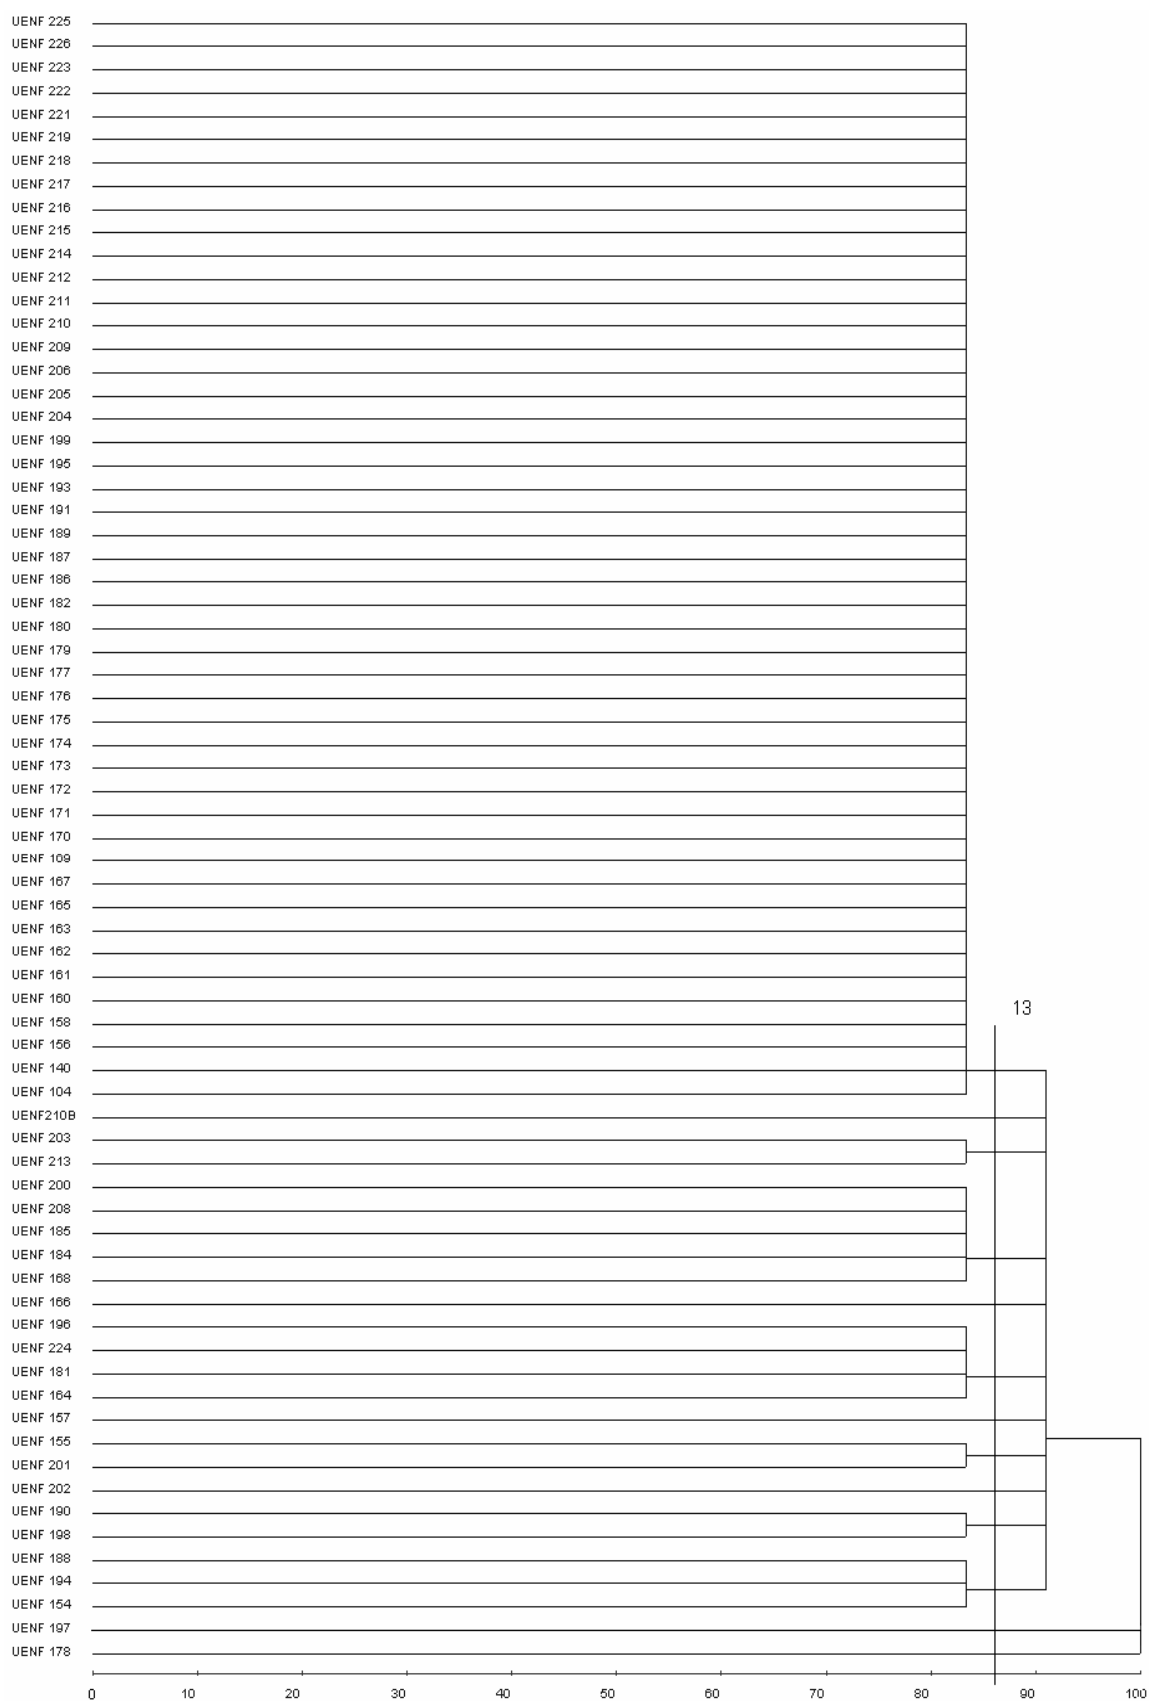 UENF 225
UENF 226
UENF 223
UENF 222
UENF 221
UENF 219
UENF 218
UENF 217
UENF 216
UENF 215
UENF 214
UENF 212
UENF 211
UENF 210
UENF 209
UENF 206
UENF 205
UENF 204
UENF 199
UENF 195
UENF 193
UENF 191
UENF 189
UENF 187
UENF 186
UENF 182
UENF 180
UENF 179
UENF 177
UENF 176
UENF 175
UENF 174
UENF 173
UENF 172
UENF 171
UENF 170
UENF 169
UENF 167
UENF 165
UENF 163
UENF 162
UENF 161
UENF 160
13
UENF 158
UENF 156
UENF 140
UENF 104
UENF210B
UENF 203
UENF 213
UENF 200
UENF 208
UENF 185
UENF 184
UENF 168
UENF 166
UENF 196
UENF 224
UENF 181
UENF 164
UENF 157
UENF 155
UENF 201
UENF 202
UENF 190
UENF 198
UENF 188
UENF 194
UENF 154
UENF 197
UENF 178
0 10 20 30 40 50 60 70 80 90 100